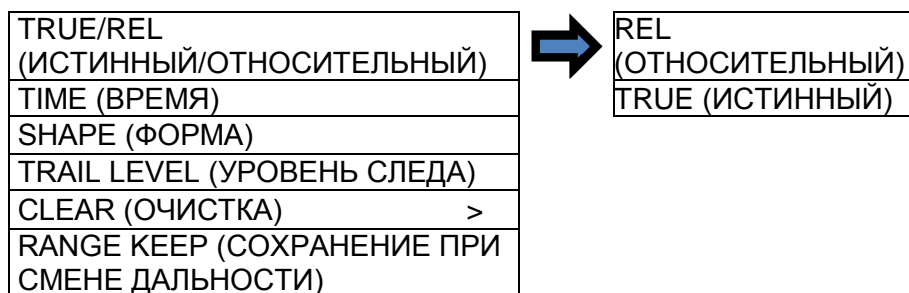 TRUE/REL
(ИСТИННЫЙ/ОТНОСИТЕЛЬНЫЙ)
TIME (ВРЕМЯ)
SHAPE (ФОРМА)
TRAIL LEVEL (УРОВЕНЬ СЛЕДА)
CLEAR (ОЧИСТКА) >
RANGE KEEP (СОХРАНЕНИЕ ПРИ
СМЕНЕ ДАЛЬНОСТИ)
REL
(ОТНОСИТЕЛЬНЫЙ)
TRUE (ИСТИННЫЙ)